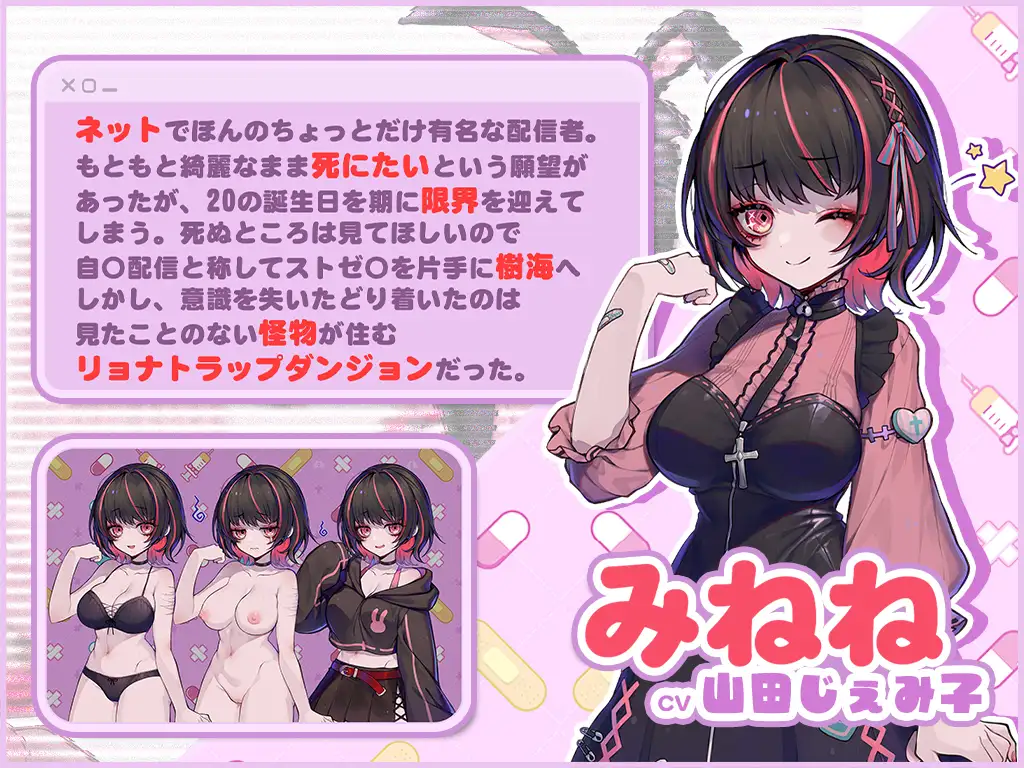 ネットでほんのちょっとだけ有名な配信者。
もともと綺麗なまま死にたいという願望が
あったが、20の誕生日を期に限界を迎えて
しまう。死ぬところは見てほしいので
自〇配信と称してストゼ〇を片手に樹海へ
しかし、意識を失いたどり着いたのは
見たことのない怪物が住む
リョナトラップダンジョンだった。
みねね
CV山田じぇみ子